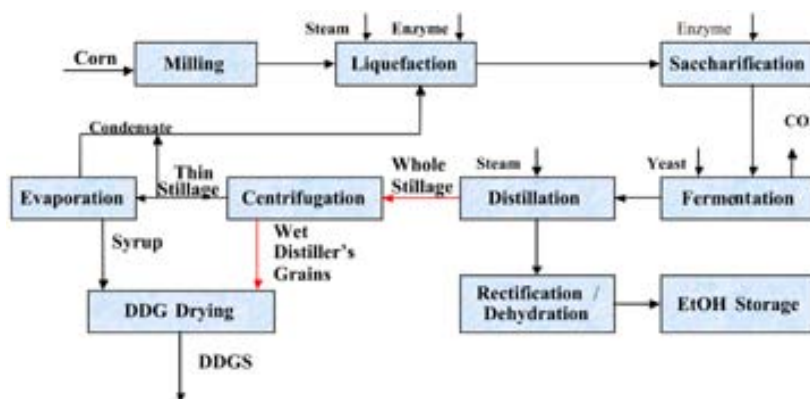 Steam
Enzyme
Enzyme
Corn
Milling
Liquefaction
Saccharification
Condensate
CO
Thin
Stillage
Whole
Stillage
Steam
Yeast
Evaporation
Centrifugation
Distillation
Fermentation
Syrup
Wet
Distiller's
Grains
DDG Drying
Rectification /
Dehydration
EtOH Storage
DDGS